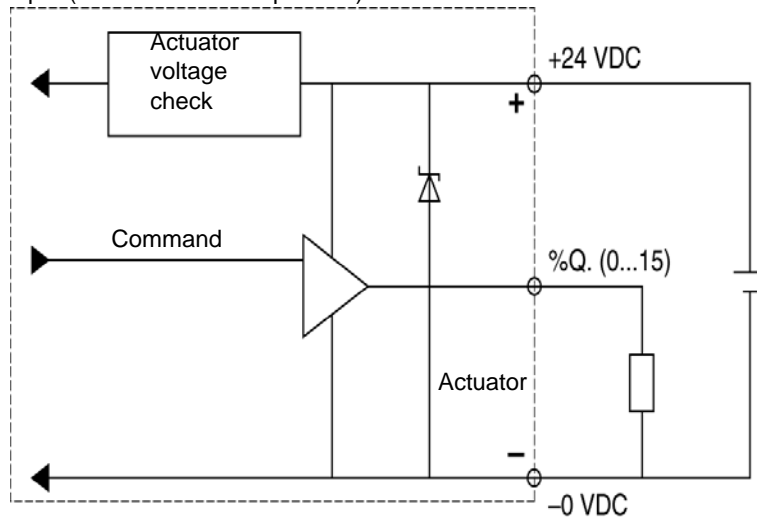 Actuator
voltage
check
+24 VDC
+
Command
%Q. (0...15)
Actuator
–
–0 VDC